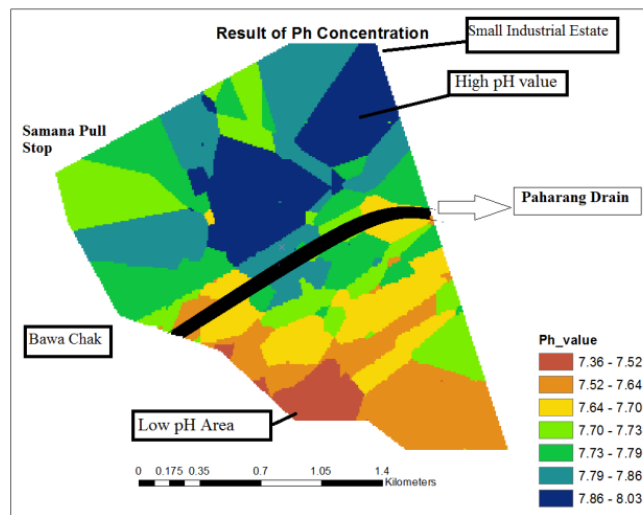 Result of Ph Concentration
Small Industrial Estate
High pH value
Samana Pull
Stop
Paharang Drain
Bawa Chak
Low pH Area
Ph_value
7.36 - 7.52
7.52 - 7.64
7.64 - 7.70
7.70 - 7.73
7.73 - 7.79
7.79 - 7.86
7.86 - 8.03
0 0.175 0.35 0.7 1.05 1.4
Kilometers